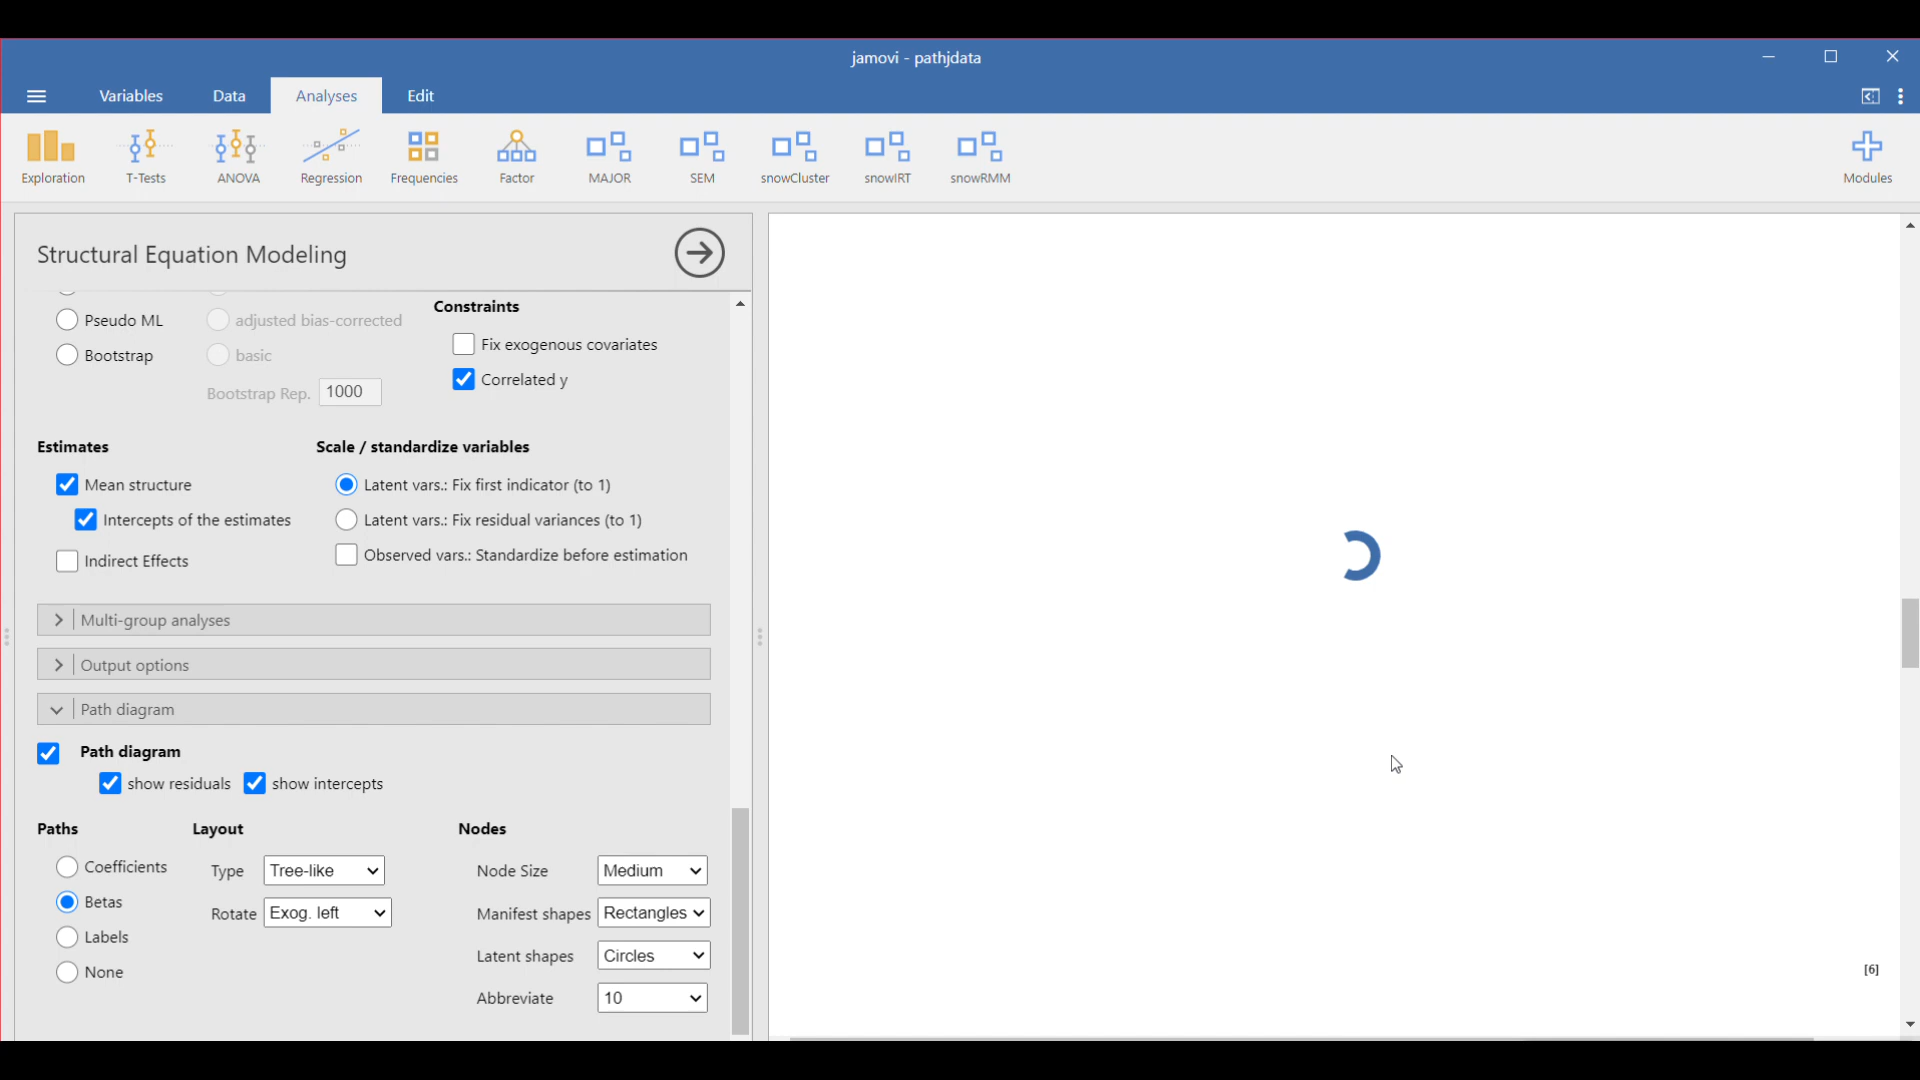 jamovi - pathjdata
Variables Data Analyses Edit
Exploration T-Tests ANOVA Regression Frequencies Factor MAJOR SEM snowCluster snowIRT snowRMM Modules
Structural Equation Modeling
Constraints
Pseudo ML adjusted bias-corrected
Fix exogenous covariates
Bootstrap basic
Correlated y
Bootstrap Rep. 1000
Estimates Scale / standardize variables
Mean structure Latent vars.: Fix first indicator (to 1)
Intercepts of the estimates Latent vars.: Fix residual variances (to 1)
Indirect Effects Observed vars.: Standardize before estimation
Multi-group analyses
Output options
Path diagram
Path diagram
show residuals show intercepts
Paths Layout Nodes
Coefficients Type Tree-like Node Size Medium
Betas Rotate Exog. left Manifest shapes Rectangles
Labels Latent shapes Circles
None Abbreviate 10
[6]